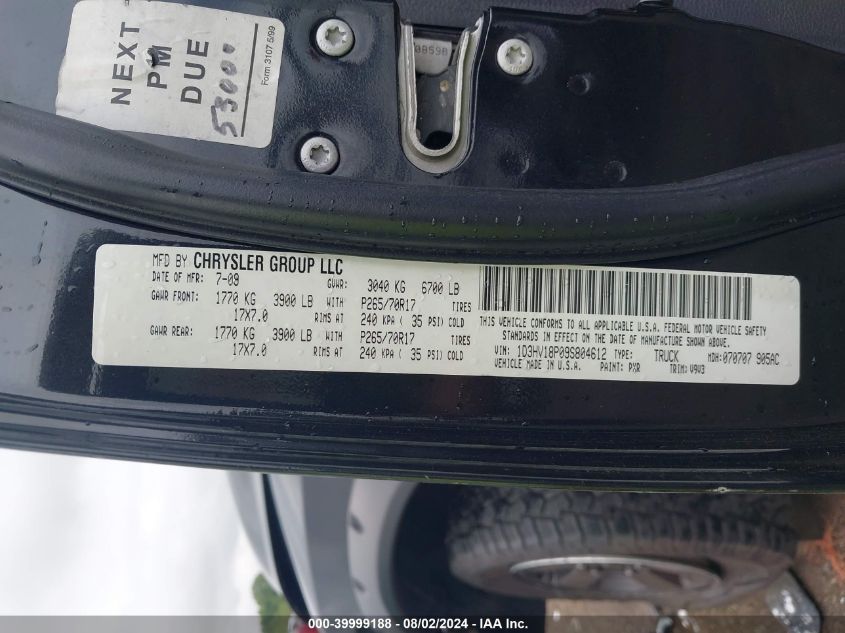 NEXT
PM
DUE
53000
Form 3107 5/99
MFD BY CHRYSLER GROUP LLC
DATE OF MFR: 7-09 GVWR: 3040 KG 6700 LB
GAWR FRONT: 1770 KG 3900 LB WITH P265/70R17 TIRES
17X7.0 RIMS AT 240 KPA ( 35 PSI) COLD
GAWR REAR: 1770 KG 3900 LB WITH P265/70R17 TIRES
17X7.0 RIMS AT 240 KPA ( 35 PSI) COLD
THIS VEHICLE CONFORMS TO ALL APPLICABLE U.S.A. FEDERAL MOTOR VEHICLE SAFETY
STANDARDS IN EFFECT ON THE DATE OF MANUFACTURE SHOWN ABOVE.
VIN: 1D3HV18P09S804612 TYPE: TRUCK MDH: 070707 905AC
VEHICLE MADE IN U.S.A. PAINT: PXR TRIM: V9V3
000-39999188 - 08/02/2024 - IAA Inc.